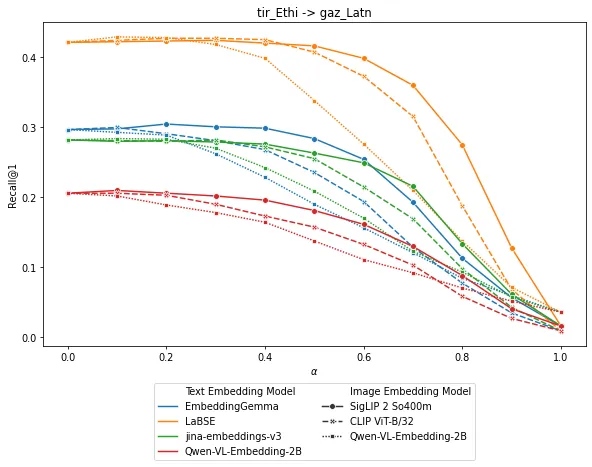 tir_Ethi -> gaz_Latn
Recall@1
0.4
0.3
0.2
0.1
0.0
0.0 0.2 0.4 0.6 0.8 1.0
α
Text Embedding Model
EmbeddingGemma
LaBSE
jina-embeddings-v3
Qwen-VL-Embedding-2B
Image Embedding Model
SigLIP 2 So400m
CLIP ViT-B/32
Qwen-VL-Embedding-2B